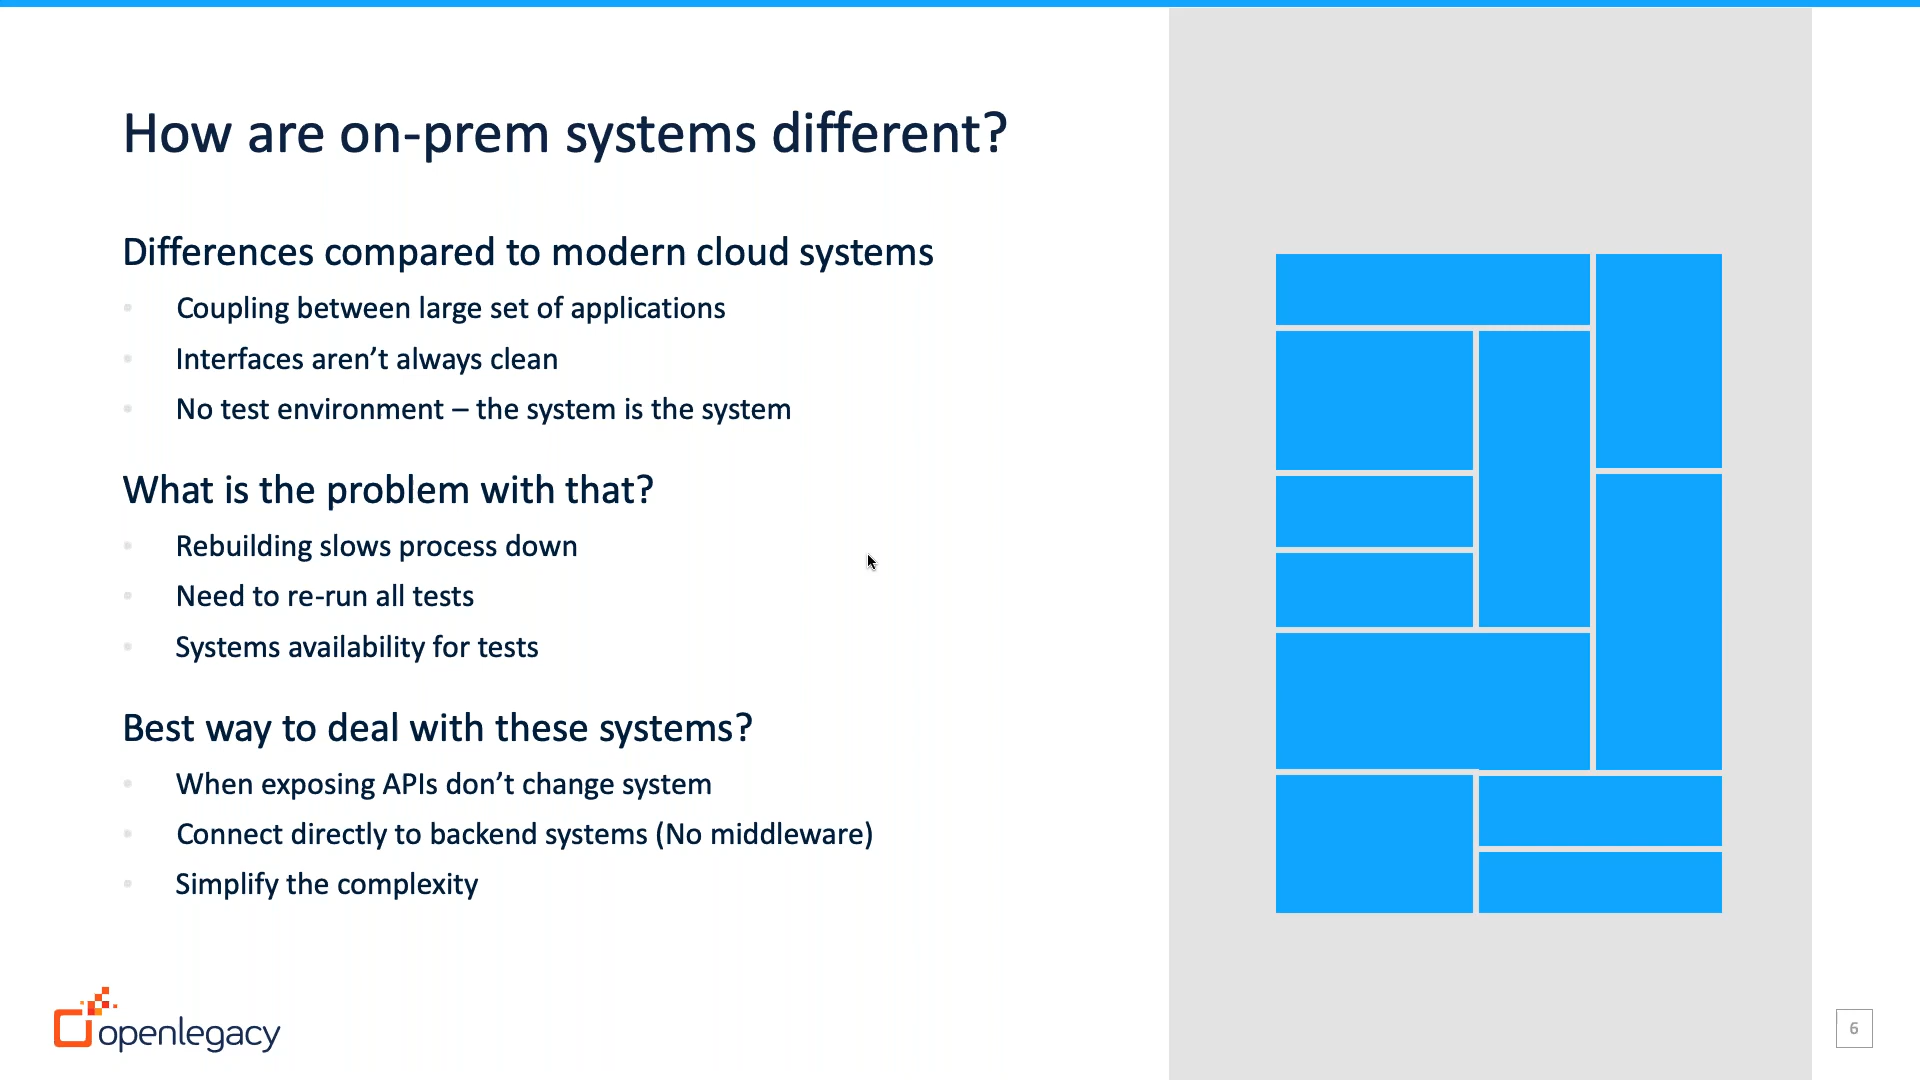 How are on-prem systems different?
Differences compared to modern cloud systems
• Coupling between large set of applications
• Interfaces aren’t always clean
• No test environment – the system is the system
What is the problem with that?
• Rebuilding slows process down
• Need to re-run all tests
• Systems availability for tests
Best way to deal with these systems?
• When exposing APIs don’t change system
• Connect directly to backend systems (No middleware)
• Simplify the complexity
openlegacy
6